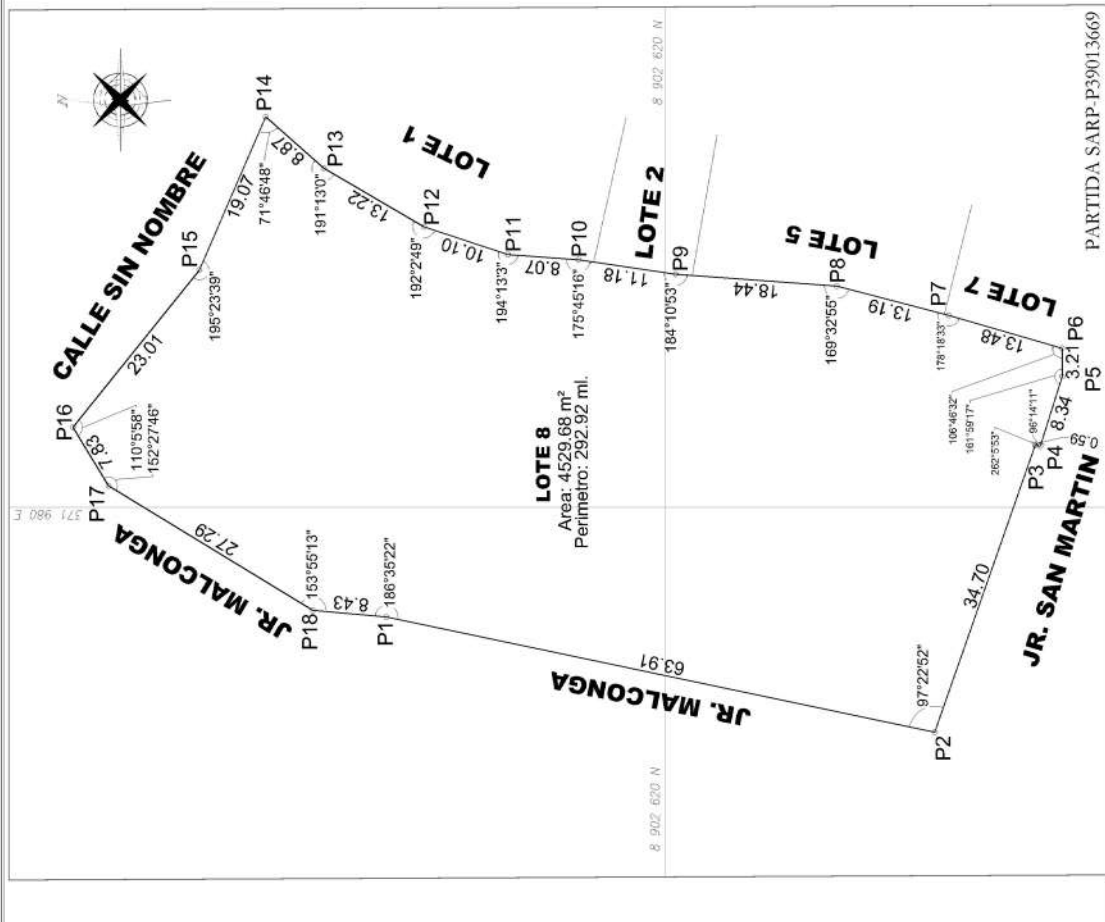 N
8 902 620 N
PARTIDA SARP-P39013669
P14
CALLE SIN NOMBRE
19.07
8.87
71°46'48"
P13
191°13'0"
LOTE 1
P15
195°23'39"
13.22
P12
192°2'49"
23.01
P16
10.10
P11
194°13'3"
7.83
110°5'58"
152°27'46"
P17
8.07
P10
175°45'16"
LOTE 2
11.18
P9
184°10'53"
LOTE 5
18.44
P8
169°32'55"
13.19
P7
178°18'33"
LOTE 7
13.48
P6
3.21
P5
106°46'32"
161°59'17"
8.34
262°5'53"
96°14'11"
0.59
P3
P4
371 980 E
LOTE 8
Area: 4529.68 m²
Perimetro: 292.92 ml.
JR. MALCONGA
27.29
P18
153°55'13"
8.43
P1
186°35'22"
63.91
JR. MALCONGA
34.70
JR. SAN MARTIN
97°22'52"
P2
8 902 620 N